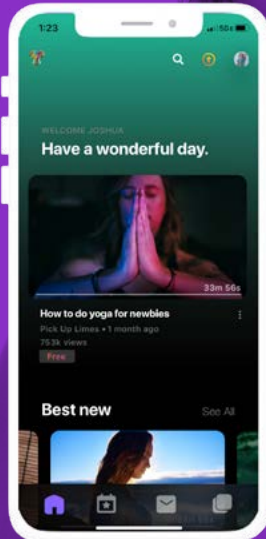 1:23
WELCOME JOSHUA
Have a wonderful day.
33m 56s
How to do yoga for newbies
Pick Up Limes • 1 month ago
753k views
Free
Best new
See All